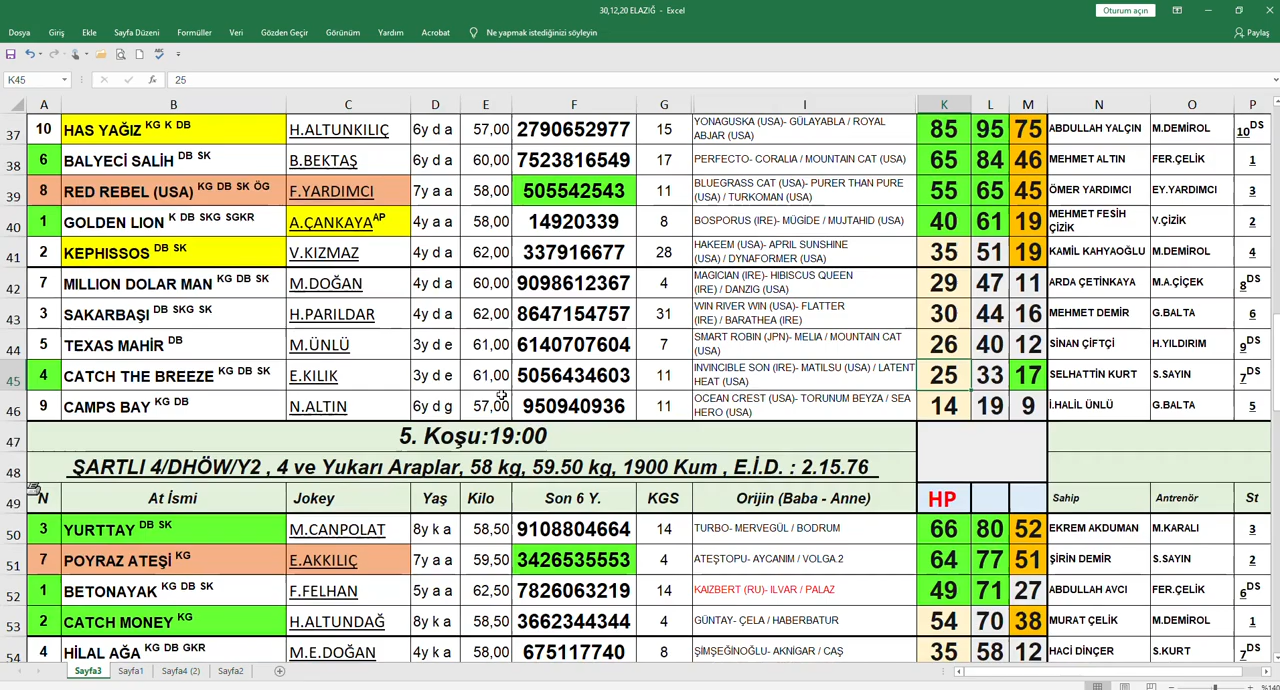 30,12,20 ELAZIĞ - Excel
Oturum açın
Dosya Giriş Ekle Sayfa Düzeni Formüller Veri Gözden Geçir Görünüm Yardım Acrobat Ne yapmak istediğinizi söyleyin Paylaş
K45 fx 25
A B C D E F G I K L M N O P
37 10 HAS YAĞIZ KG K DB H.ALTUNKILIÇ 6y d a 57,00 2790652977 15 YONAGUSKA (USA)- GÜLAYABLA / ROYAL ABJAR (USA) 85 95 75 ABDULLAH YALÇIN M.DEMİROL 10DS
38 6 BALYECİ SALİH DB SK B.BEKTAŞ 6y d a 60,00 7523816549 17 PERFECTO- CORALIA / MOUNTAIN CAT (USA) 65 84 46 MEHMET ALTIN FER.ÇELİK 1
39 8 RED REBEL (USA) KG DB SK ÖG F.YARDIMCI 7y a a 58,00 505542543 11 BLUEGRASS CAT (USA)- PURER THAN PURE (USA) / TURKOMAN (USA) 55 65 45 ÖMER YARDIMCI EY.YARDIMCI 3
40 1 GOLDEN LION K DB SKG SGKR A.ÇANKAYAAP 4y a a 58,00 14920339 8 BOSPORUS (IRE)- MÜGİDE / MUJTAHID (USA) 40 61 19 MEHMET FESİH ÇİZİK V.ÇİZİK 2
41 2 KEPHISSOS DB SK V.KIZMAZ 4y d a 62,00 337916677 28 HAKEEM (USA)- APRIL SUNSHINE (USA) / DYNAFORMER (USA) 35 51 19 KAMİL KAHYAOĞLU M.DEMİROL 4
42 7 MILLION DOLAR MAN KG DB SK M.DOĞAN 4y d a 60,00 9098612367 4 MAGICIAN (IRE)- HIBISCUS QUEEN (IRE) / DANZIG (USA) 29 47 11 ARDA ÇETİNKAYA M.A.ÇİÇEK 8DS
43 3 SAKARBAŞI DB SKG SK H.PARILDAR 4y d a 62,00 8647154757 31 WIN RIVER WIN (USA)- FLATTER (IRE) / BARATHEA (IRE) 30 44 16 MEHMET DEMİR G.BALTA 6
44 5 TEXAS MAHİR DB M.ÜNLÜ 3y d e 61,00 6140707604 7 SMART ROBIN (JPN)- MELIA / MOUNTAIN CAT (USA) 26 40 12 SİNAN ÇİFTÇİ H.YILDIRIM 9DS
45 4 CATCH THE BREEZE KG DB SK E.KILIK 3y d e 61,00 5056434603 11 INVINCIBLE SON (IRE)- MATILSU (USA) / LATENT HEAT (USA) 25 33 17 SELHATTİN KURT S.SAYIN 7DS
46 9 CAMPS BAY KG DB N.ALTIN 6y d g 57,00 950940936 11 OCEAN CREST (USA)- TORUNUM BEYZA / SEA HERO (USA) 14 19 9 İ.HALİL ÜNLÜ G.BALTA 5
47 5. Koşu:19:00
48 ŞARTLI 4/DHÖW/Y2 , 4 ve Yukarı Araplar, 58 kg, 59.50 kg, 1900 Kum , E.İ.D. : 2.15.76
49 N At İsmi Jokey Yaş Kilo Son 6 Y. KGS Orijin (Baba - Anne) HP Sahip Antrenör St
50 3 YURTTAY DB SK M.CANPOLAT 8y k a 58,50 9108804664 14 TURBO- MERVEGÜL / BODRUM 66 80 52 EKREM AKDUMAN M.KARALI 3
51 7 POYRAZ ATEŞİ KG E.AKKILIÇ 7y a a 59,50 3426535553 4 ATEŞTOPU- AYCANIM / VOLGA 2 64 77 51 ŞİRİN DEMİR S.SAYIN 2
52 1 BETONAYAK KG DB SK F.FELHAN 5y a a 62,50 7826063219 14 KAIZBERT (RU)- ILVAR / PALAZ 49 71 27 ABDULLAH AVCI FER.ÇELİK 6DS
53 2 CATCH MONEY KG H.ALTUNDAĞ 8y k a 58,50 3662344344 4 GÜNTAY- ÇELA / HABERBATUR 54 70 38 MURAT ÇELİK M.DEMİROL 1
54 4 HİLAL AĞA KG DB GKR M.E.DOĞAN 4y k a 58,00 675117740 8 ŞİMŞEĞİNOĞLU- AKNİGAR / CAŞ 35 58 12 HACİ DİNÇER S.KURT 7DS
Sayfa3 Sayfa1 Sayfa4 (2) Sayfa2
%140